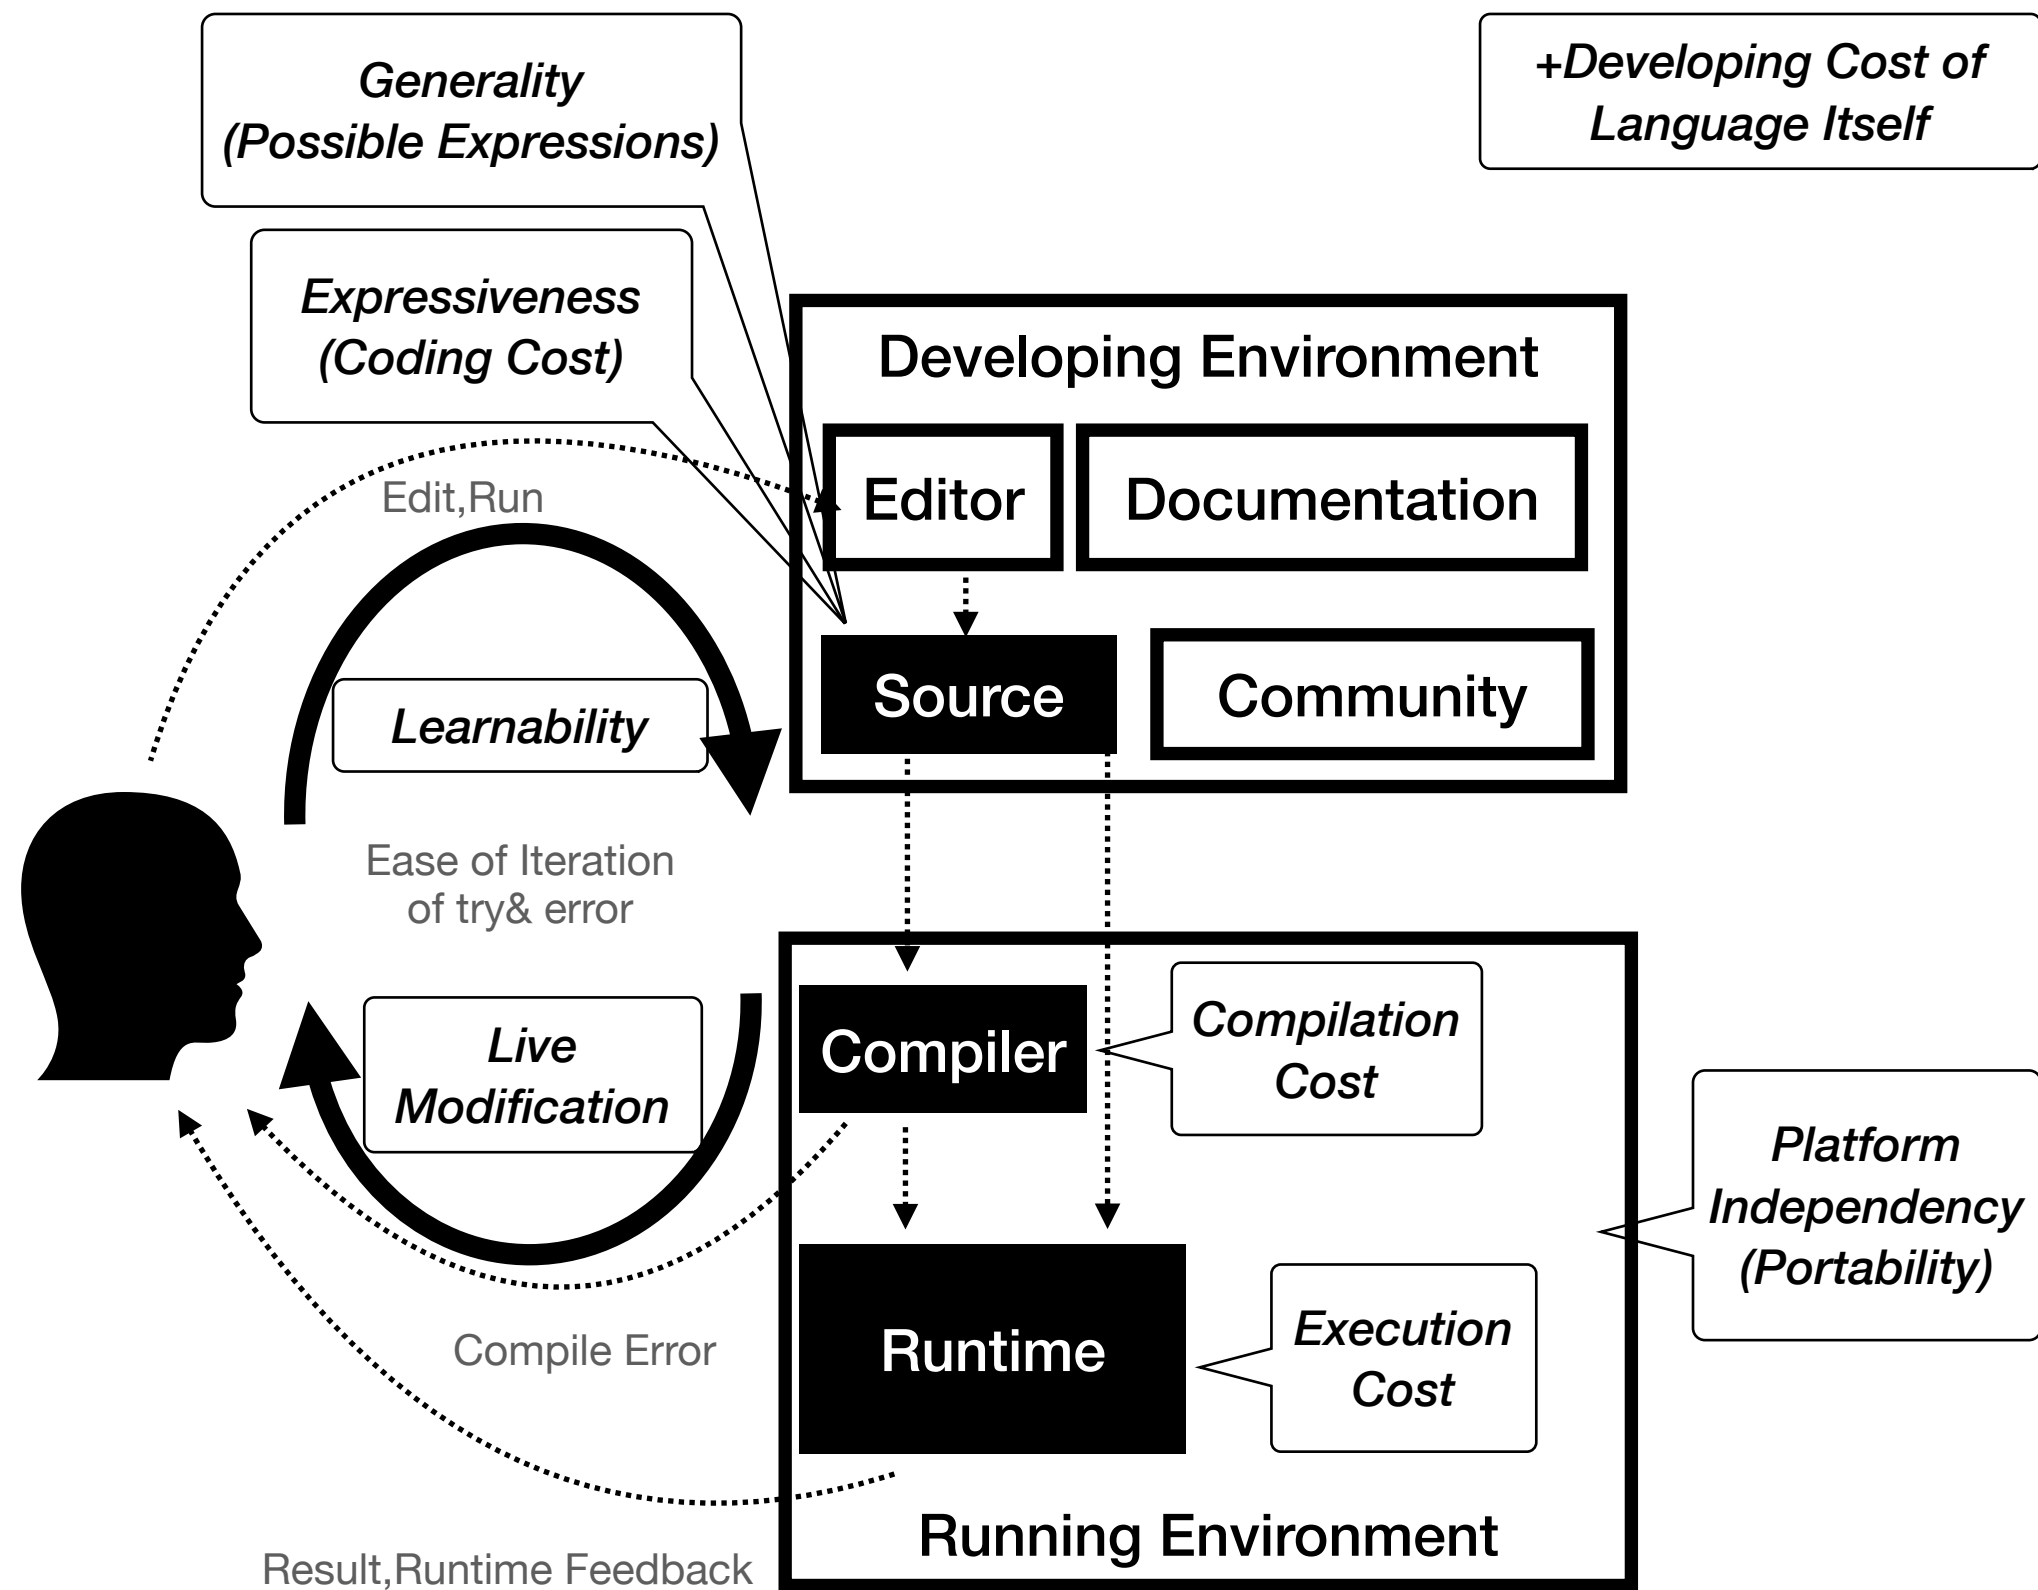 Generality
(Possible Expressions)
+Developing Cost of
Language Itself
Expressiveness
(Coding Cost)
Developing Environment
Edit,Run
Editor
Documentation
Learnability
Source
Community
Ease of Iteration
of try& error
Live
Modification
Compiler
Compilation
Cost
Platform
Independency
(Portability)
Compile Error
Runtime
Execution
Cost
Running Environment
Result,Runtime Feedback